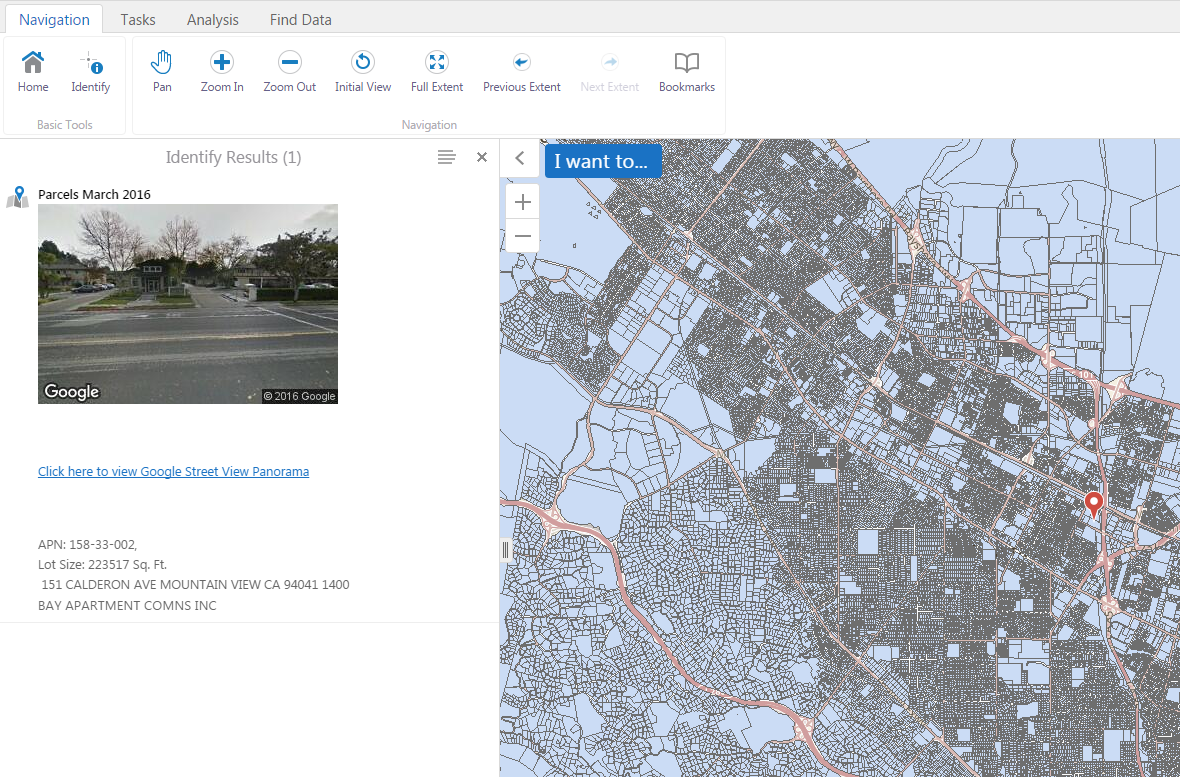 Navigation Tasks Analysis Find Data
Home Identify Pan Zoom In Zoom Out Initial View Full Extent Previous Extent Next Extent Bookmarks
Basic Tools Navigation
Identify Results (1)
I want to...
Parcels March 2016
Google © 2016 Google
Click here to view Google Street View Panorama
APN: 158-33-002,
Lot Size: 223517 Sq. Ft.
151 CALDERON AVE MOUNTAIN VIEW CA 94041 1400
BAY APARTMENT COMNS INC
101